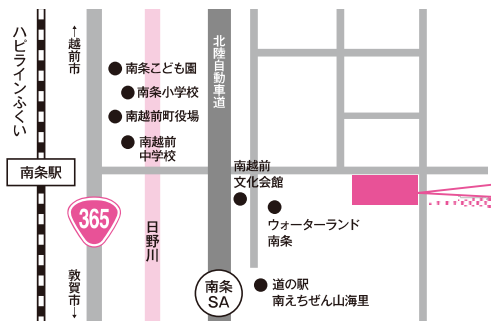 ハピラインふくい
↑越前市
北陸自動車道
南条こども園
南条小学校
南越前町役場
南越前
中学校
南条駅
南越前
文化会館
365
日野川
ウォーターランド
南条
敦賀市↓
南条
SA
道の駅
南えちぜん山海里